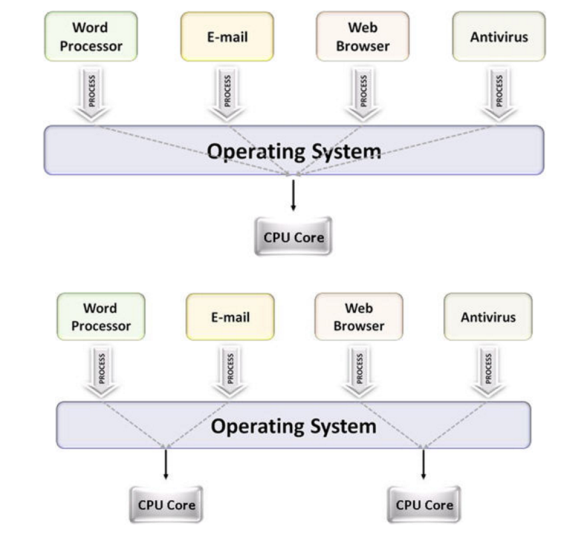 Word
Processor
E-mail
Web
Browser
Antivirus
PROCESS
PROCESS
PROCESS
PROCESS
Operating System
CPU Core
Word
Processor
E-mail
Web
Browser
Antivirus
PROCESS
PROCESS
PROCESS
PROCESS
Operating System
CPU Core
CPU Core